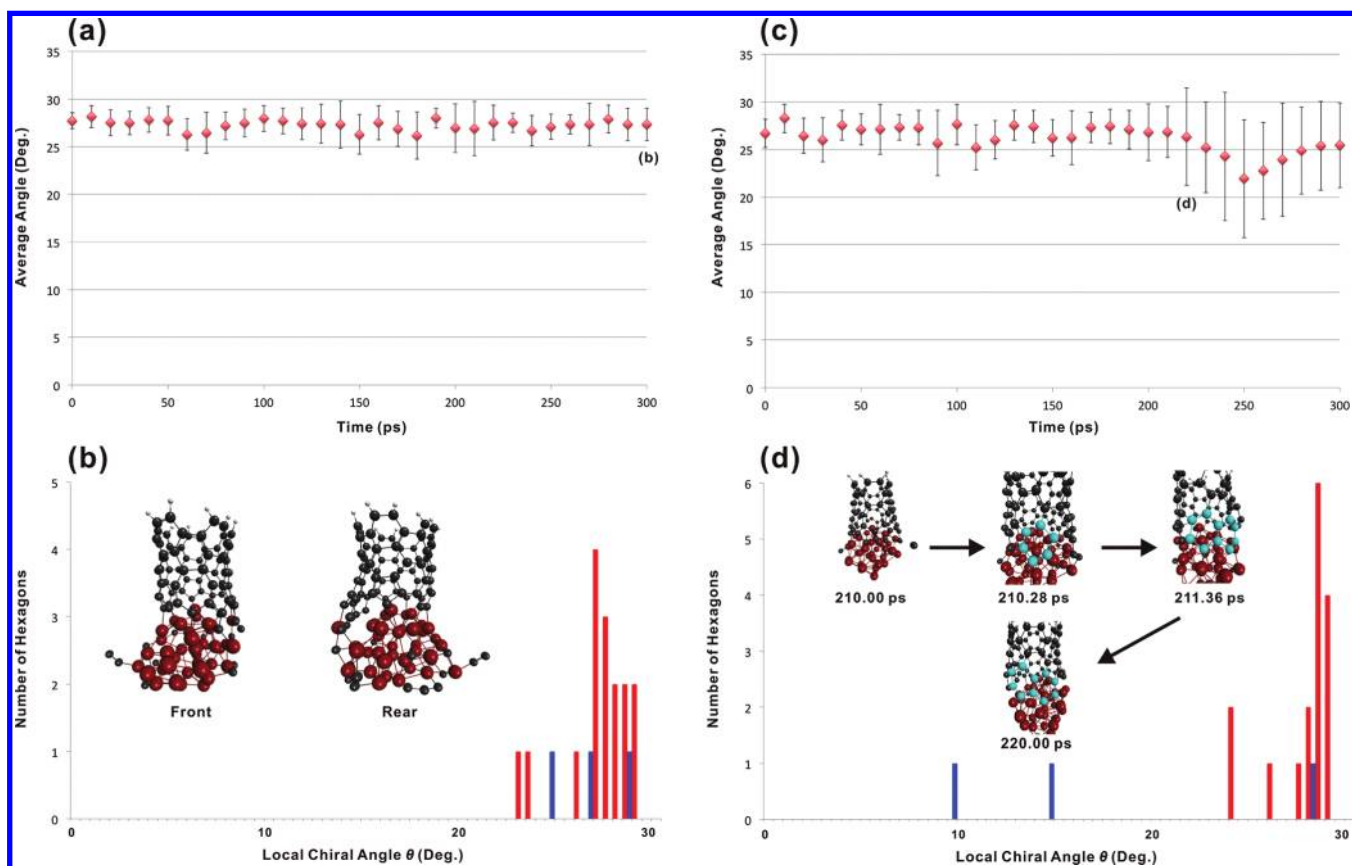 (a)
35
30
25
20
15
10
5
0
Average Angle (Deg.)
(b)
0 50 100 150 200 250 300
Time (ps)
(c)
35
30
25
20
15
10
5
0
Average Angle (Deg.)
(d)
0 50 100 150 200 250 300
Time (ps)
(b)
5
4
3
2
1
0
Number of Hexagons
Front Rear
0 10 20 30
Local Chiral Angle θ (Deg.)
(d)
6
5
4
3
2
1
0
Number of Hexagons
210.00 ps 210.28 ps 211.36 ps
220.00 ps
0 10 20 30
Local Chiral Angle θ (Deg.)